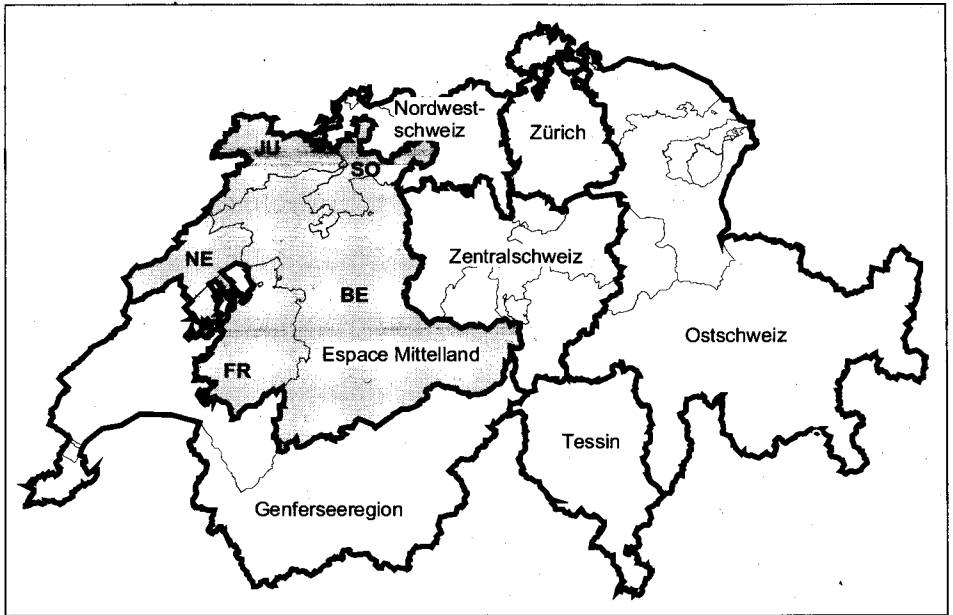 Nordwest-
schweiz
Zürich
JU
SO
NE
Zentralschweiz
BE
Ostschweiz
Espace Mittelland
FR
Tessin
Genferseeregion